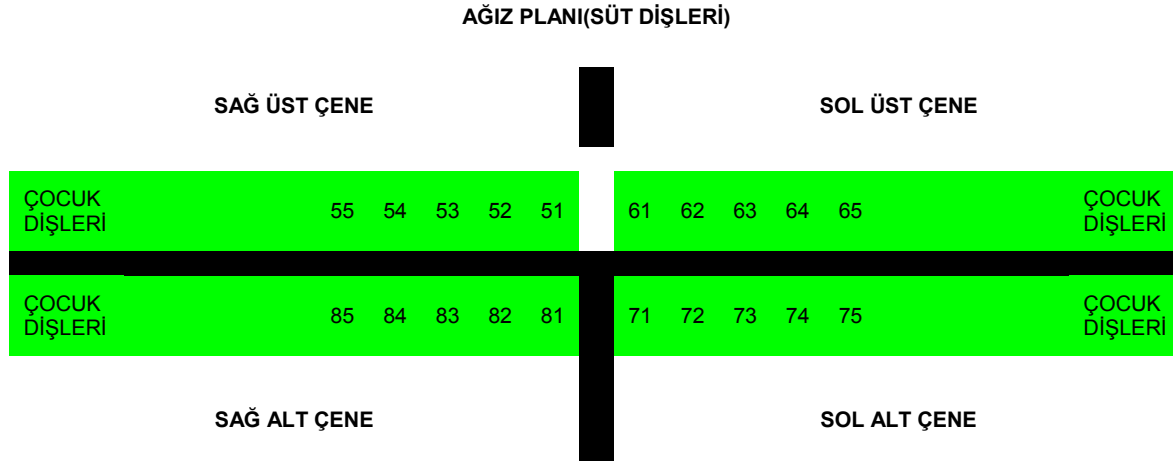 AĞIZ PLANI(SÜT DİŞLERİ)
SAĞ ÜST ÇENE
SOL ÜST ÇENE
ÇOCUK
DİŞLERİ
55 54 53 52 51
61 62 63 64 65
ÇOCUK
DİŞLERİ
ÇOCUK
DİŞLERİ
85 84 83 82 81
71 72 73 74 75
ÇOCUK
DİŞLERİ
SAĞ ALT ÇENE
SOL ALT ÇENE